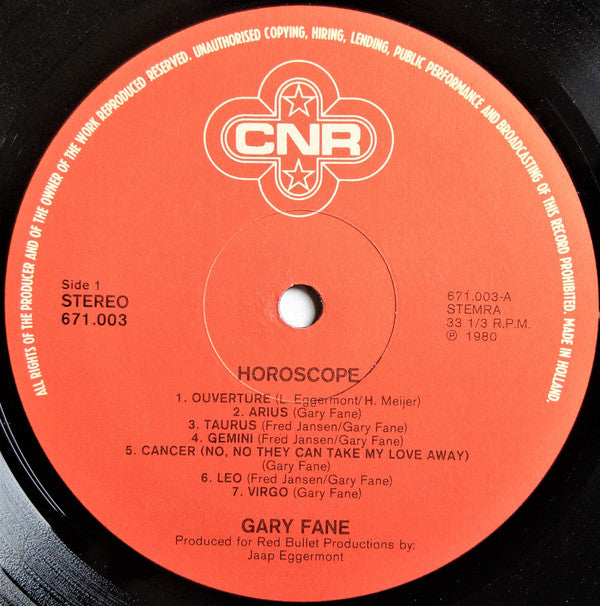 ALL RIGHTS OF THE PRODUCER AND OF THE OWNER OF THE WORK REPRODUCED RESERVED. UNAUTHORISED COPYING, HIRING, LENDING, PUBLIC PERFORMANCE AND BROADCASTING OF THIS RECORD PROHIBITED. MADE IN HOLLAND.
CNR
Side 1
STEREO
671.003
671.003-A
STEMRA
33 1/3 R.P.M.
℗ 1980
HOROSCOPE
1. OUVERTURE (L. Eggermont/H. Meijer)
2. ARIUS (Gary Fane)
3. TAURUS (Fred Jansen/Gary Fane)
4. GEMINI (Fred Jansen/Gary Fane)
5. CANCER (NO, NO THEY CAN TAKE MY LOVE AWAY)
(Gary Fane)
6. LEO (Fred Jansen/Gary Fane)
7. VIRGO (Gary Fane)
GARY FANE
Produced for Red Bullet Productions by:
Jaap Eggermont